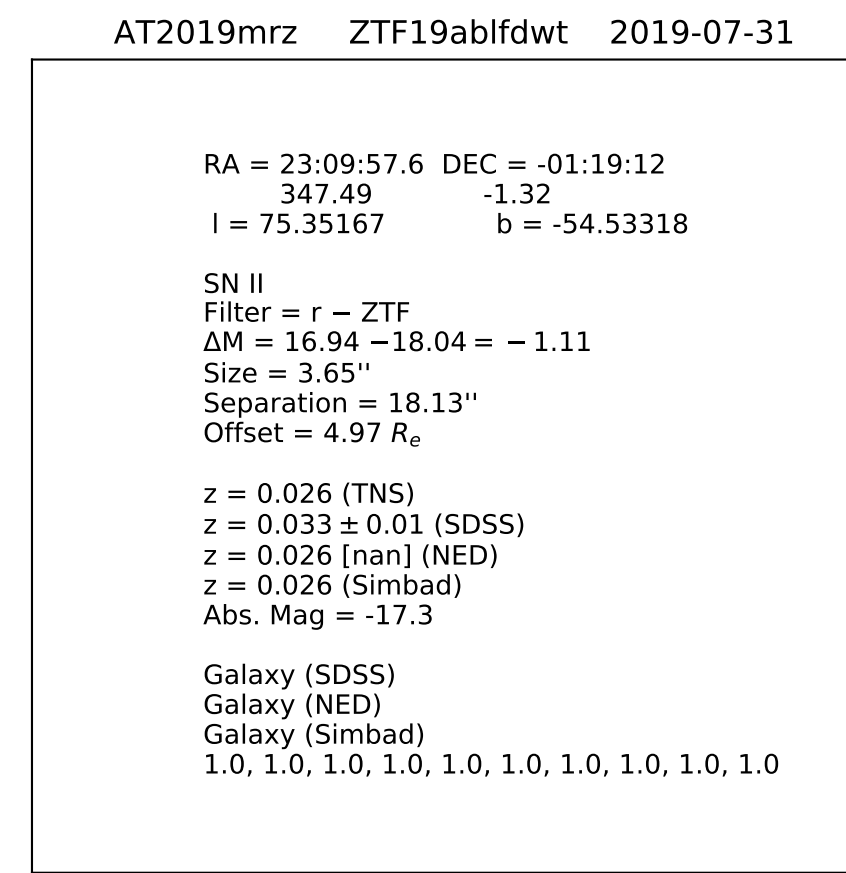 AT2019mrz ZTF19ablfdwt 2019-07-31
RA = 23:09:57.6 DEC = -01:19:12
347.49 -1.32
l = 75.35167 b = -54.53318
SN II
Filter = r − ZTF
ΔM = 16.94 −18.04 = − 1.11
Size = 3.65''
Separation = 18.13''
Offset = 4.97 Rₑ
z = 0.026 (TNS)
z = 0.033 ± 0.01 (SDSS)
z = 0.026 [nan] (NED)
z = 0.026 (Simbad)
Abs. Mag = -17.3
Galaxy (SDSS)
Galaxy (NED)
Galaxy (Simbad)
1.0, 1.0, 1.0, 1.0, 1.0, 1.0, 1.0, 1.0, 1.0, 1.0